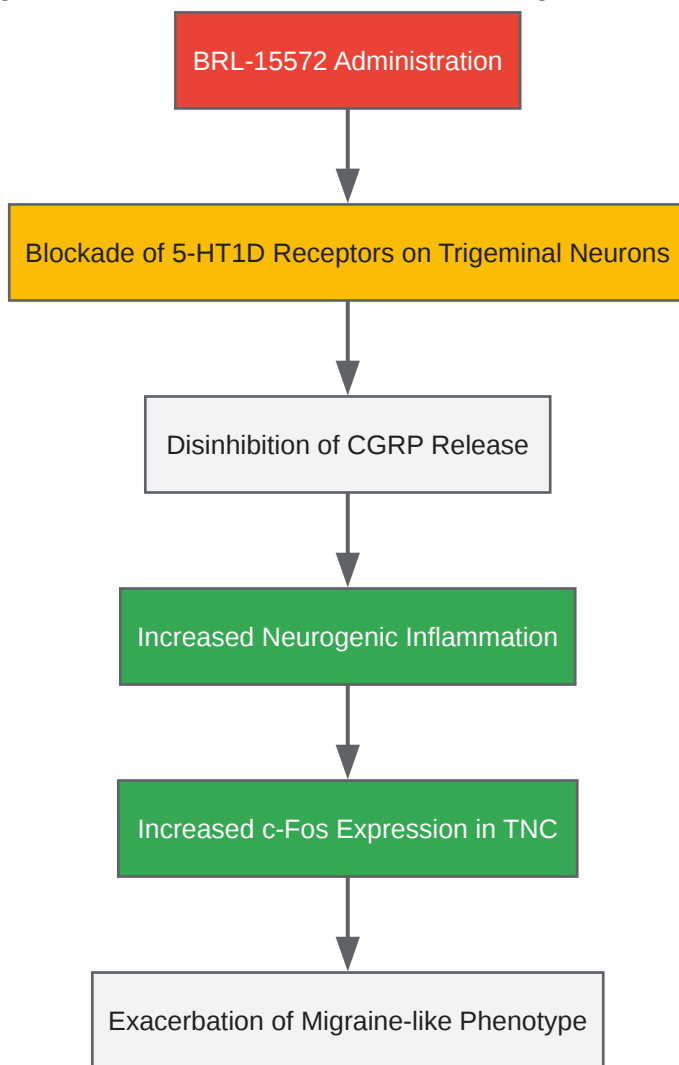 BRL-15572 Administration
Blockade of 5-HT1D Receptors on Trigeminal Neurons
Disinhibition of CGRP Release
Increased Neurogenic Inflammation
Increased c-Fos Expression in TNC
Exacerbation of Migraine-like Phenotype